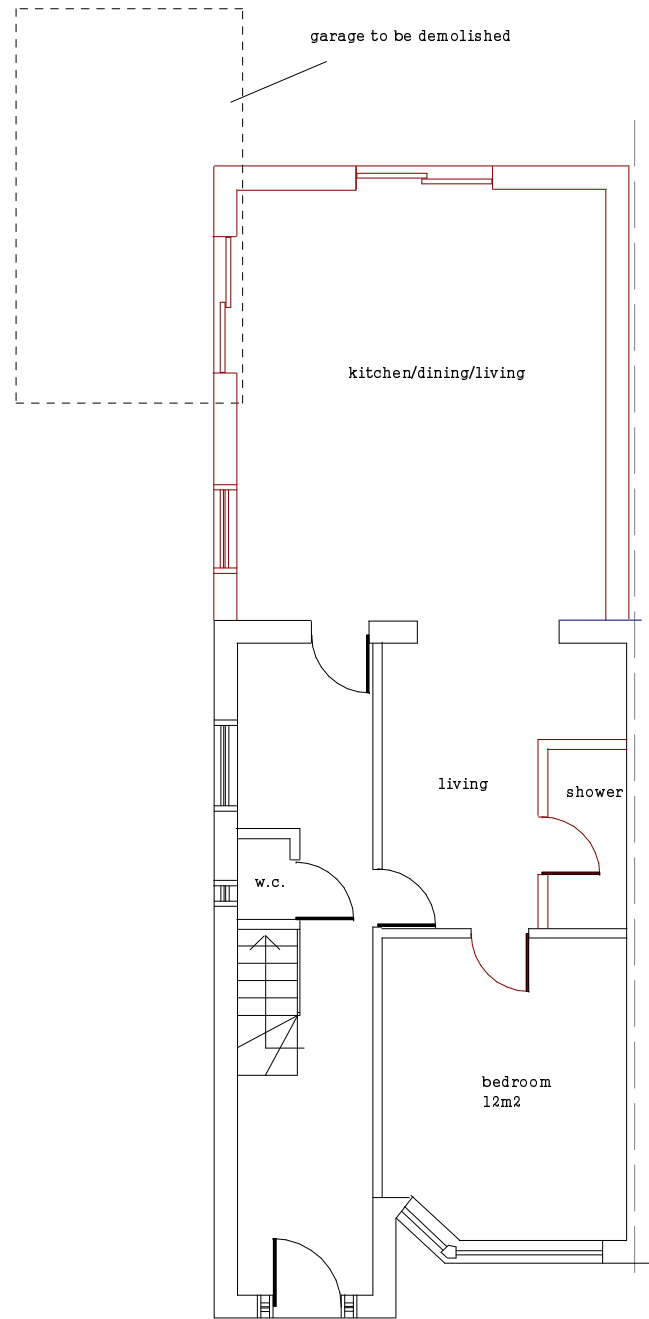 garage to be demolished
kitchen/dining/living
living
shower
w.c.
bedroom
12m2